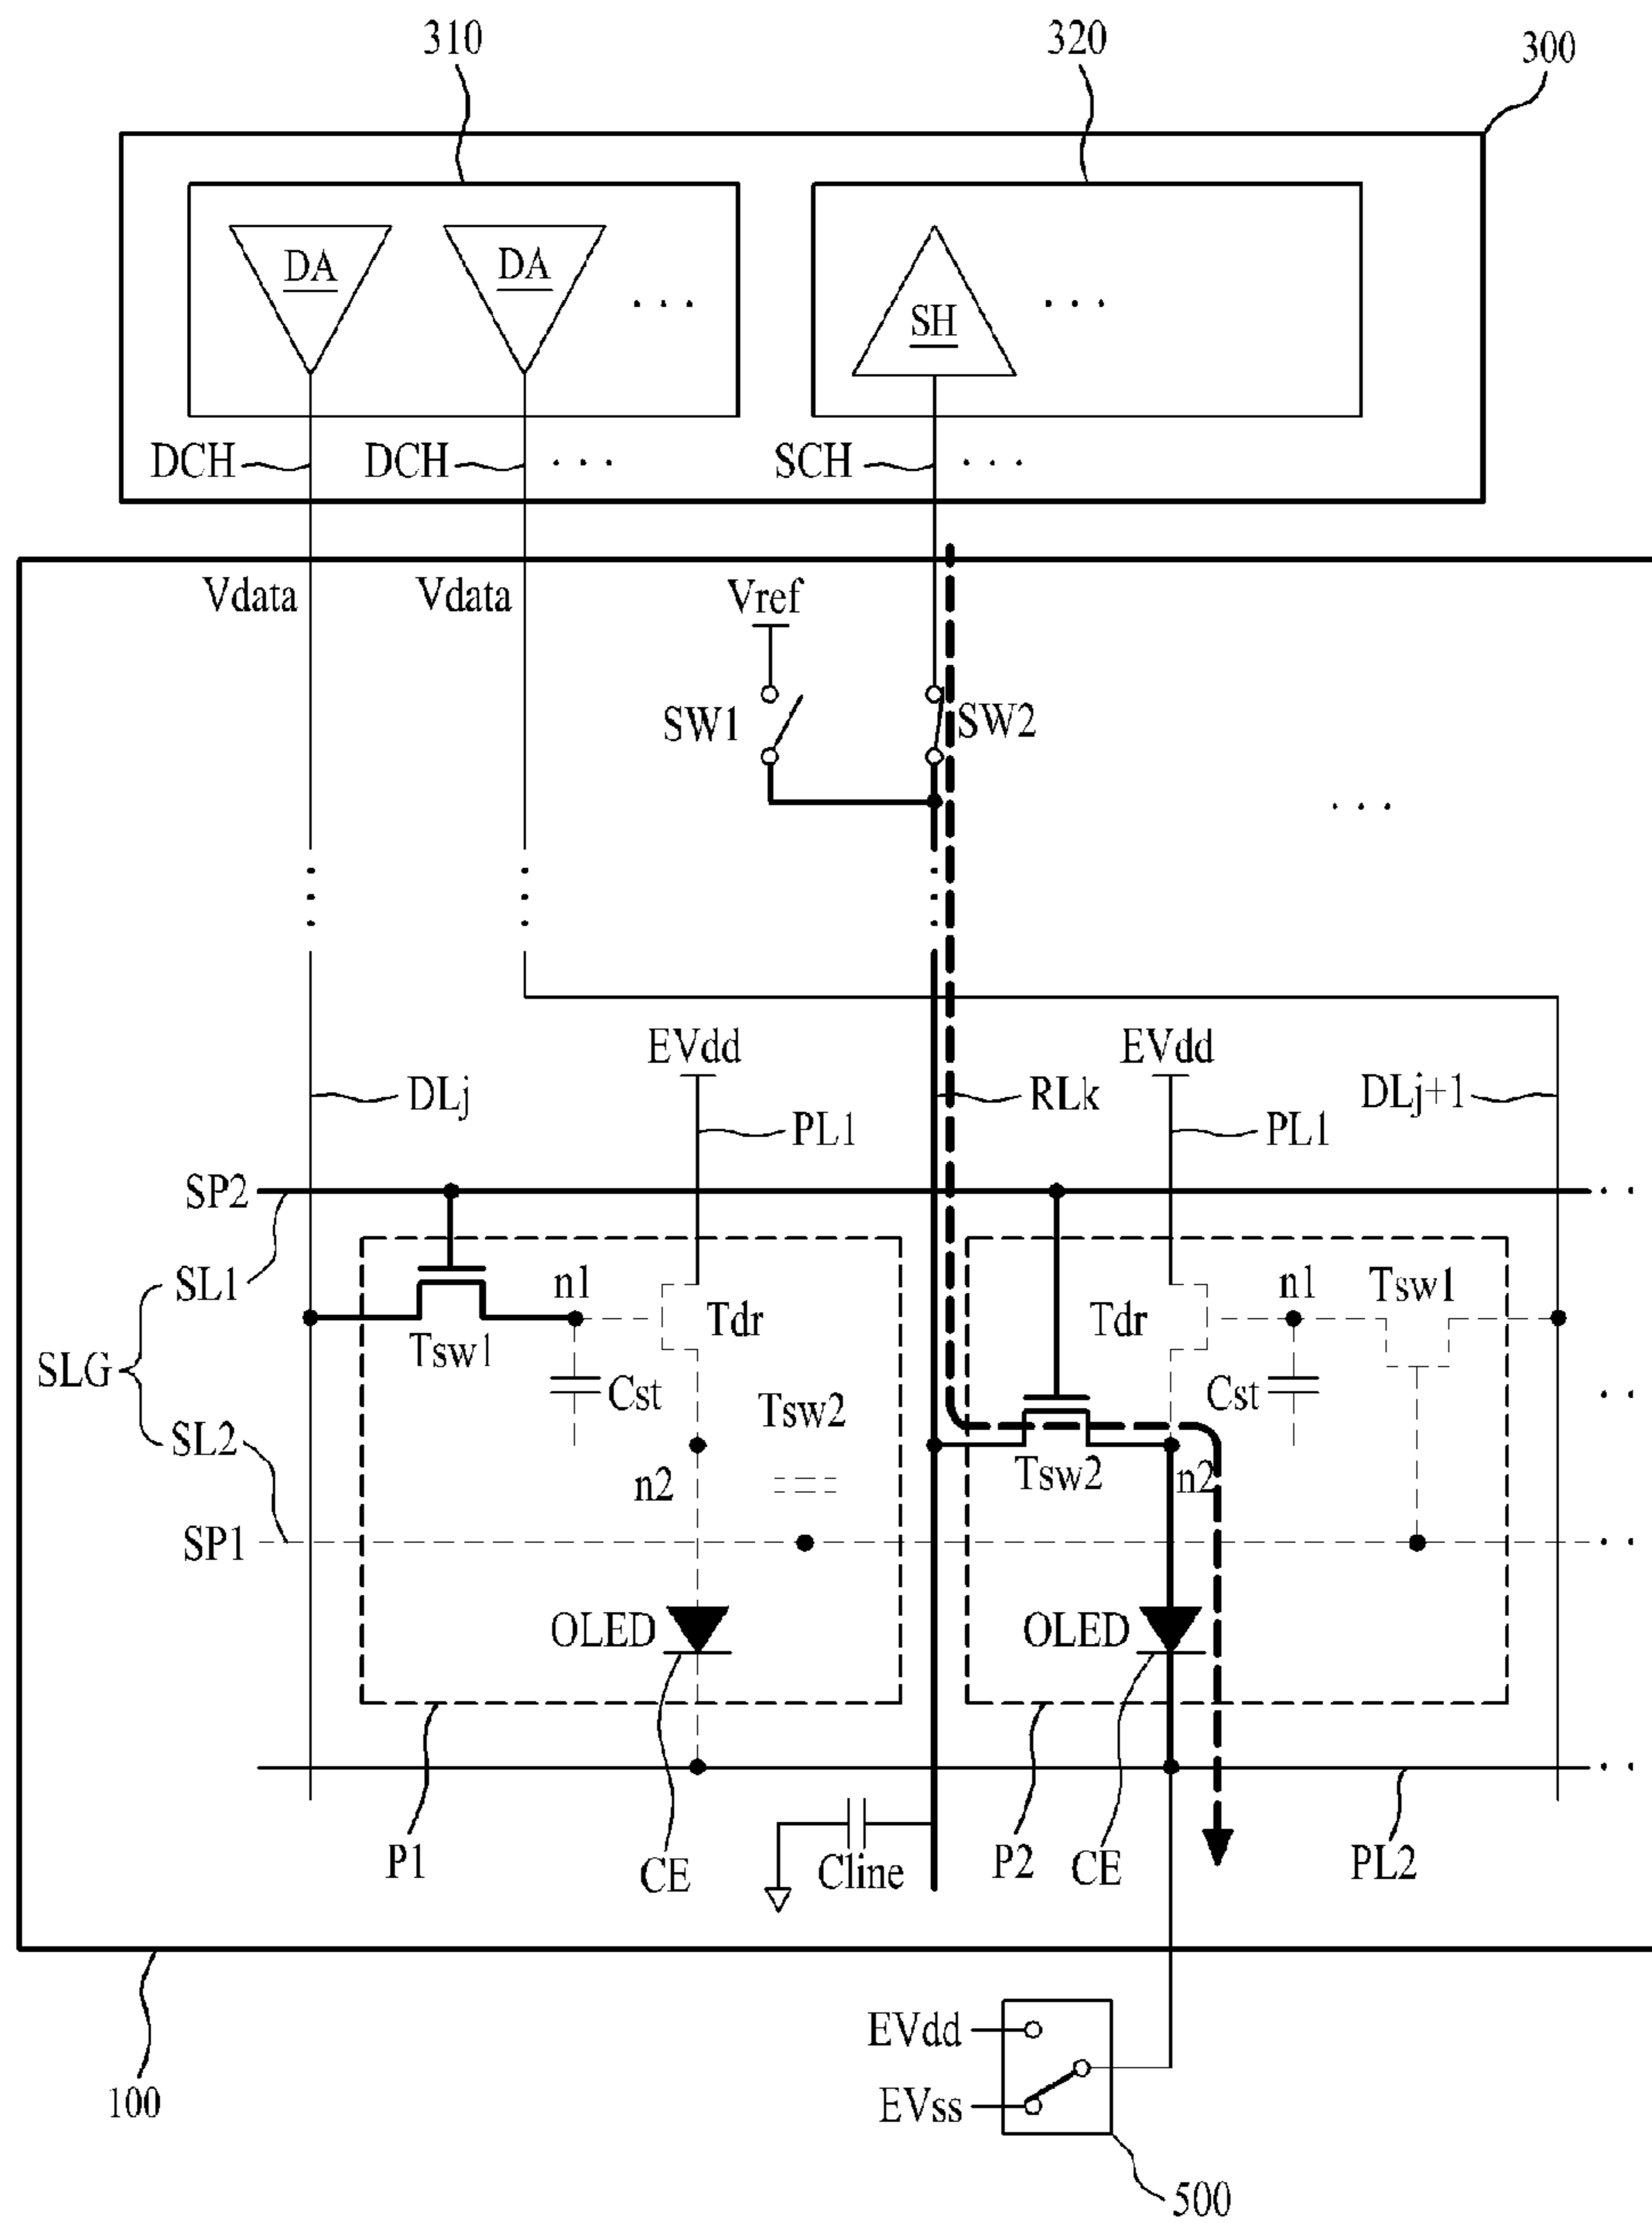 310
320
300
DA
DA
. . .
SH
. . .
DCH
DCH
. . .
SCH
. . .
Vdata
Vdata
Vref
SW1
SW2
. . .
EVdd
EVdd
DLj
RLk
DLj+1
PL1
PL1
SP2
SL1
n1
Tdr
Tdr
n1
Tsw1
Tsw1
SLG
Cst
Tsw2
Cst
SL2
n2
Tsw2
n2
SP1
OLED
OLED
P1
CE
Cline
P2
CE
PL2
100
EVdd
EVss
500